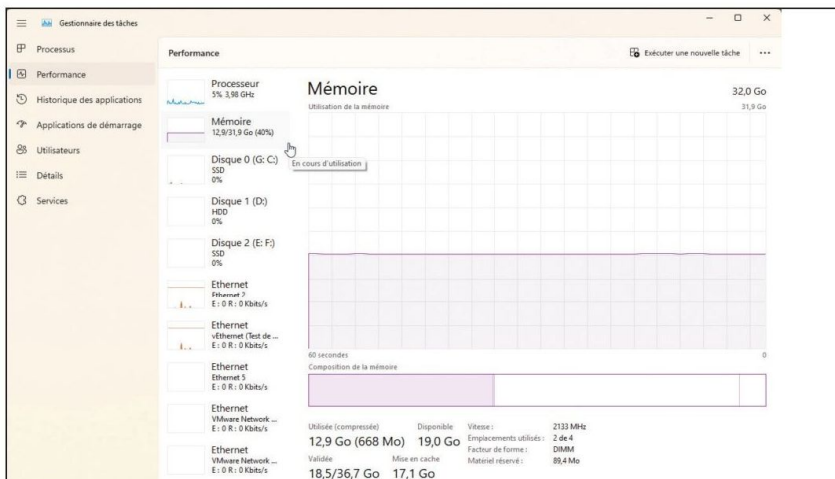 Gestionnaire des tâches
Processus
Performance
Historique des applications
Applications de démarrage
Utilisateurs
Détails
Services
Performance
Exécuter une nouvelle tâche
Processeur
5% 3,98 GHz
Mémoire
12,9/31,9 Go (40%)
Disque 0 (G: C:)
SSD
0%
Disque 1 (D:)
HDD
0%
Disque 2 (E: F:)
SSD
0%
Ethernet
Ethernet 2
E : 0 R : 0 Kbits/s
Ethernet
vEthernet (Test de ...
E : 0 R : 0 Kbits/s
Ethernet
Ethernet 5
E : 0 R : 0 Kbits/s
Ethernet
VMware Network ...
E : 0 R : 0 Kbits/s
Ethernet
VMware Network ...
E : 0 R : 0 Kbits/s
En cours d'utilisation
Mémoire 32,0 Go
Utilisation de la mémoire 31,9 Go
60 secondes 0
Composition de la mémoire
Utilisée (compressée) Disponible
12,9 Go (668 Mo) 19,0 Go
Validée Mise en cache
18,5/36,7 Go 17,1 Go
Vitesse : 2133 MHz
Emplacements utilisés : 2 de 4
Facteur de forme : DIMM
Matériel réservé : 89,4 Mo